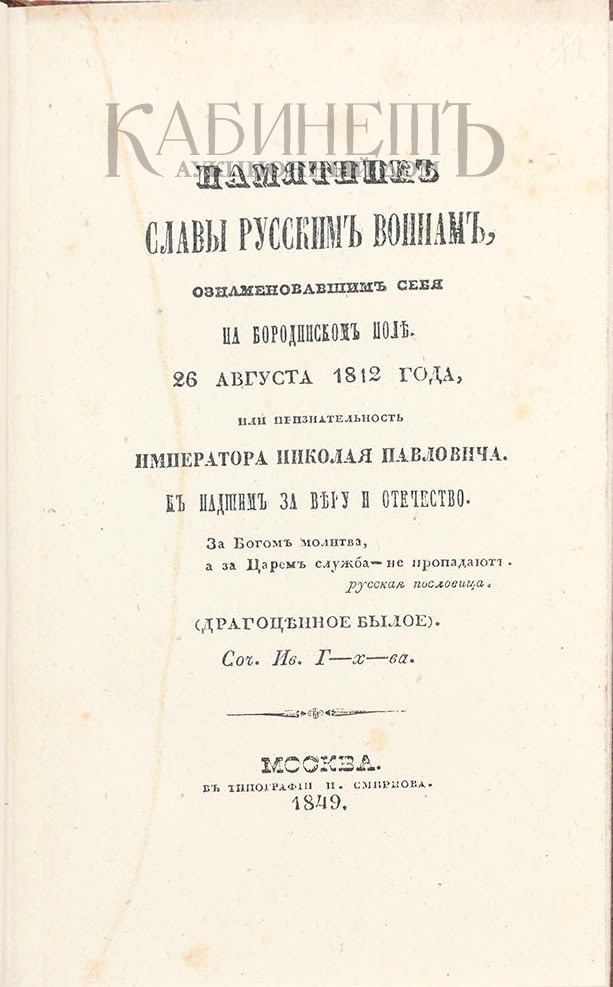 КАБИНЕТЪ
АУКЦИОННЫЙ ДОМ
ПАМЯТНИКЪ
СЛАВЫ РУССКИМЪ ВОИНАМЪ,
ОЗНАМЕНОВАВШИМЪ СЕБЯ
НА БОРОДИНСКОМЪ ПОЛѢ.
26 АВГУСТА 1812 ГОДА,
ИЛИ ПРИЗНАТЕЛЬНОСТЬ
ИМПЕРАТОРА НИКОЛАЯ ПАВЛОВИЧА.
КЪ ПАДШИМЪ ЗА ВѢРУ И ОТЕЧЕСТВО.
За Богомъ молитва,
а за Царемъ служба—не пропадаютъ.
русская пословица.
(ДРАГОЦѢННОЕ БЫЛОЕ).
Соч. Ив. Г—х—ва.
МОСКВА.
ВЪ ТИПОГРАФІИ И. СМИРНОВА.
1849.